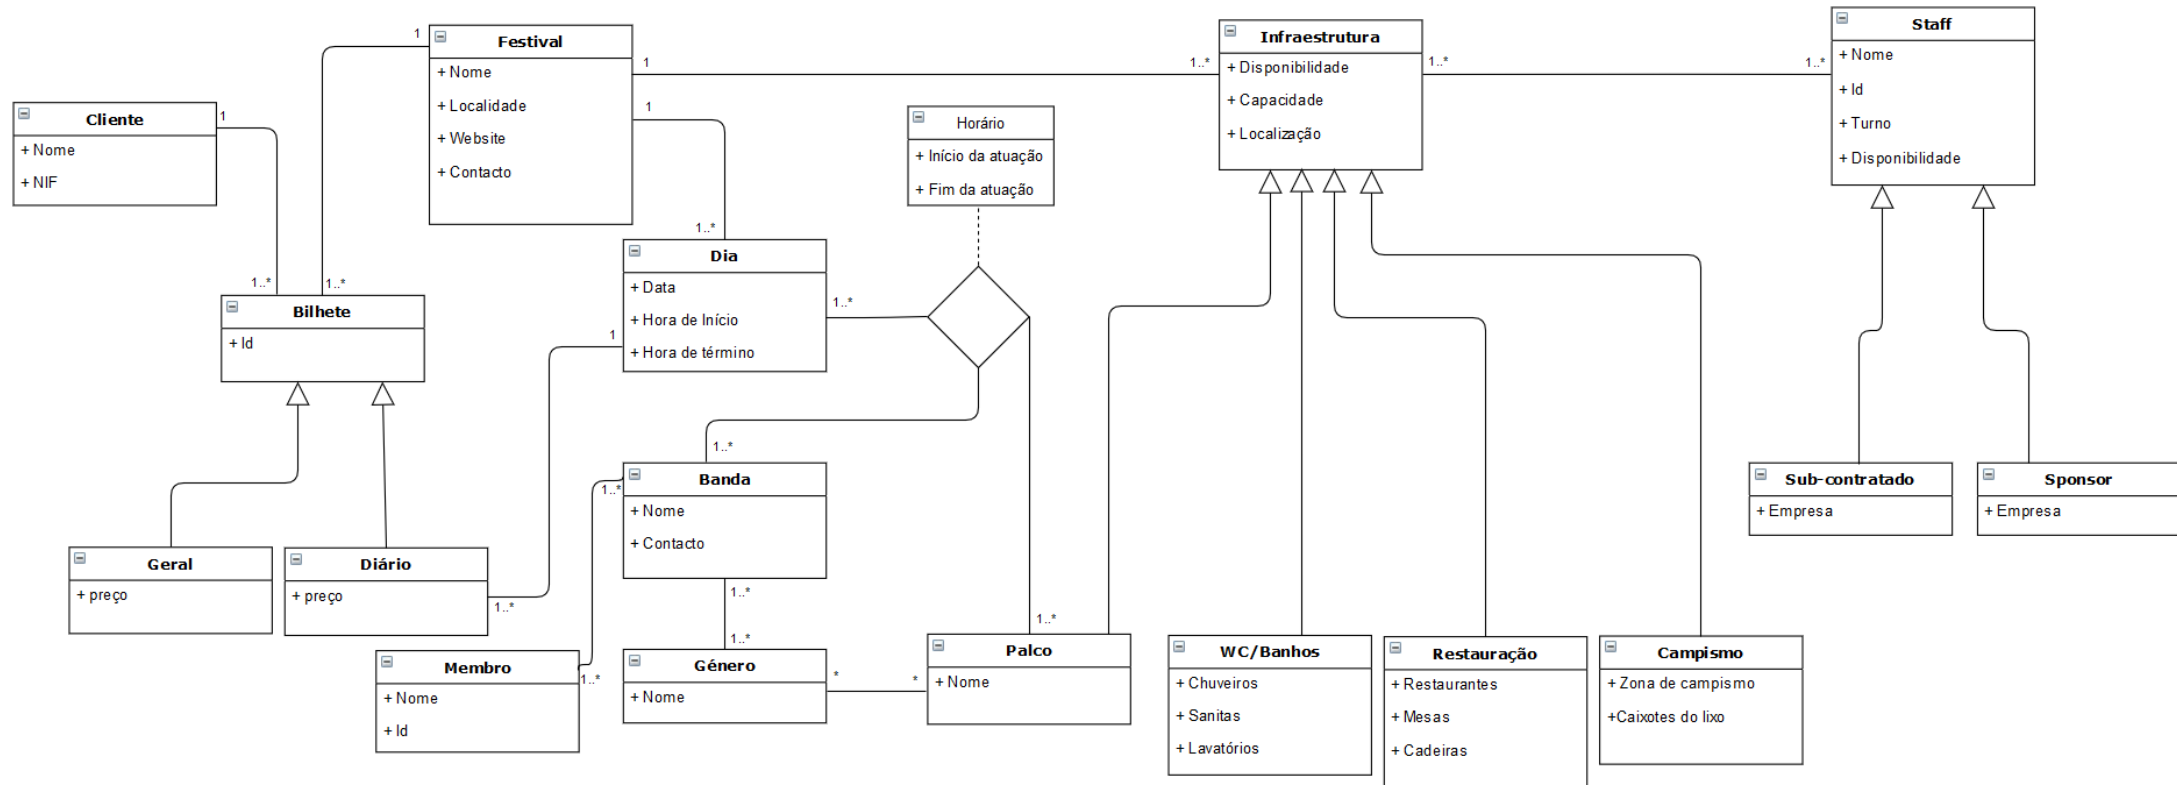 Festival
+ Nome
+ Localidade
+ Website
+ Contacto
1
1
1
Infraestrutura
+ Disponibilidade
+ Capacidade
+ Localização
1..*
1..*
Staff
+ Nome
+ Id
+ Turno
+ Disponibilidade
1..*
Cliente
+ Nome
+ NIF
1
1..*
1..*
Horário
+ Início da atuação
+ Fim da atuação
1..*
Dia
+ Data
+ Hora de Início
+ Hora de término
1..*
1
Bilhete
+ Id
1..*
Banda
+ Nome
+ Contacto
1..*
1..*
1..*
Sub-contratado
+ Empresa
Sponsor
+ Empresa
Geral
+ preço
Diário
+ preço
1..*
Membro
+ Nome
+ Id
1..*
Género
+ Nome
*
*
1..*
Palco
+ Nome
WC/Banhos
+ Chuveiros
+ Sanitas
+ Lavatórios
Restauração
+ Restaurantes
+ Mesas
+ Cadeiras
Campismo
+ Zona de campismo
+Caixotes do lixo